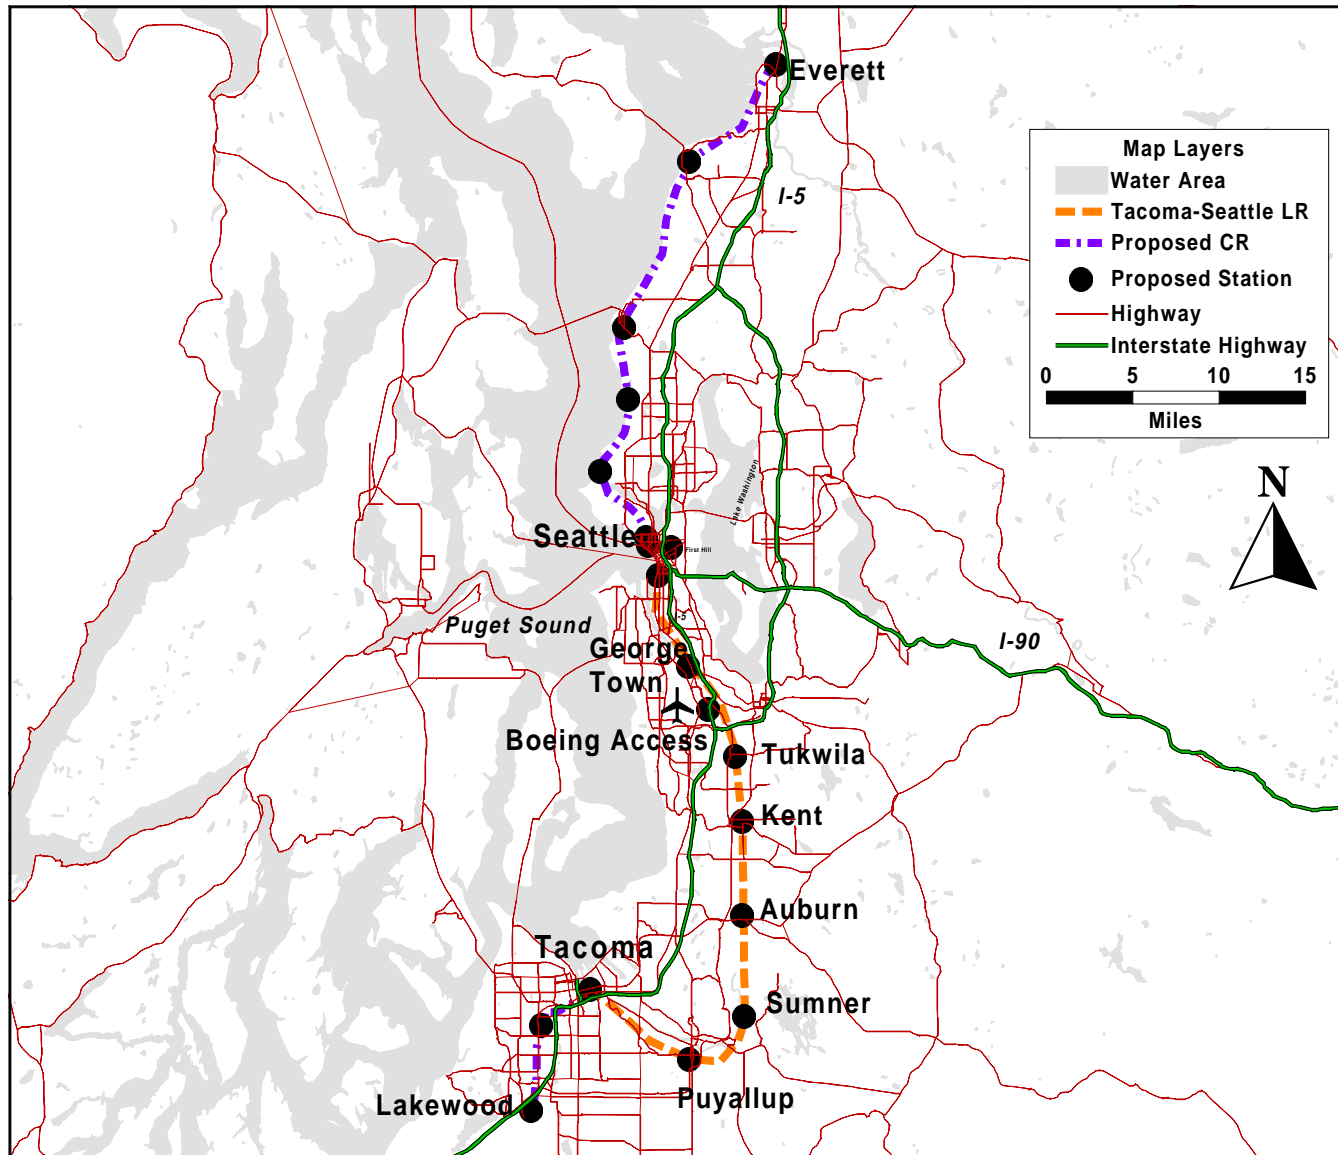 Everett
Map Layers
Water Area
Tacoma-Seattle LR
Proposed CR
Proposed Station
Highway
Interstate Highway
0 5 10 15
Miles
I-5
N
Lake Washington
Seattle
First Hill
I-5
Puget Sound
George
Town
I-90
Boeing Access
Tukwila
Kent
Auburn
Tacoma
Sumner
Puyallup
Lakewood